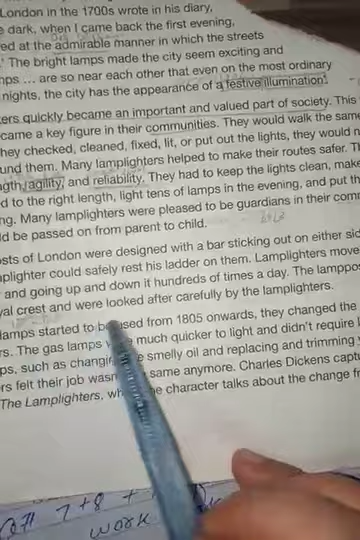 London in the 1700s wrote in his diary,
dark, when I came back the first evening,
ed at the admirable manner in which the streets
The bright lamps made the city seem exciting and
mps ... are so near each other that even on the most ordinary
nights, the city has the appearance of a festive illumination'.
ers quickly became an important and valued part of society. This
came a key figure in their communities. They would walk the same
hey checked, cleaned, fixed, lit, or put out the lights, they would
und them. Many lamplighters helped to make their routes safer. T
gth, agility, and reliability. They had to keep the lights clean, make
ed to the right length, light tens of lamps in the evening, and put th
ng. Many lamplighters were pleased to be guardians in their com
ld be passed on from parent to child.
osts of London were designed with a bar sticking out on either sid
plighter could safely rest his ladder on them. Lamplighters move
and going up and down it hundreds of times a day. The lamppo
yal crest and were looked after carefully by the lamplighters.
lamps started to be used from 1805 onwards, they changed the
rs. The gas lamps much quicker to light and didn't require
ps, such as smelly oil and replacing and trimming
rs felt their job same anymore. Charles Dickens captu
The Lamplighters, character talks about the change fr
7+8 +
work